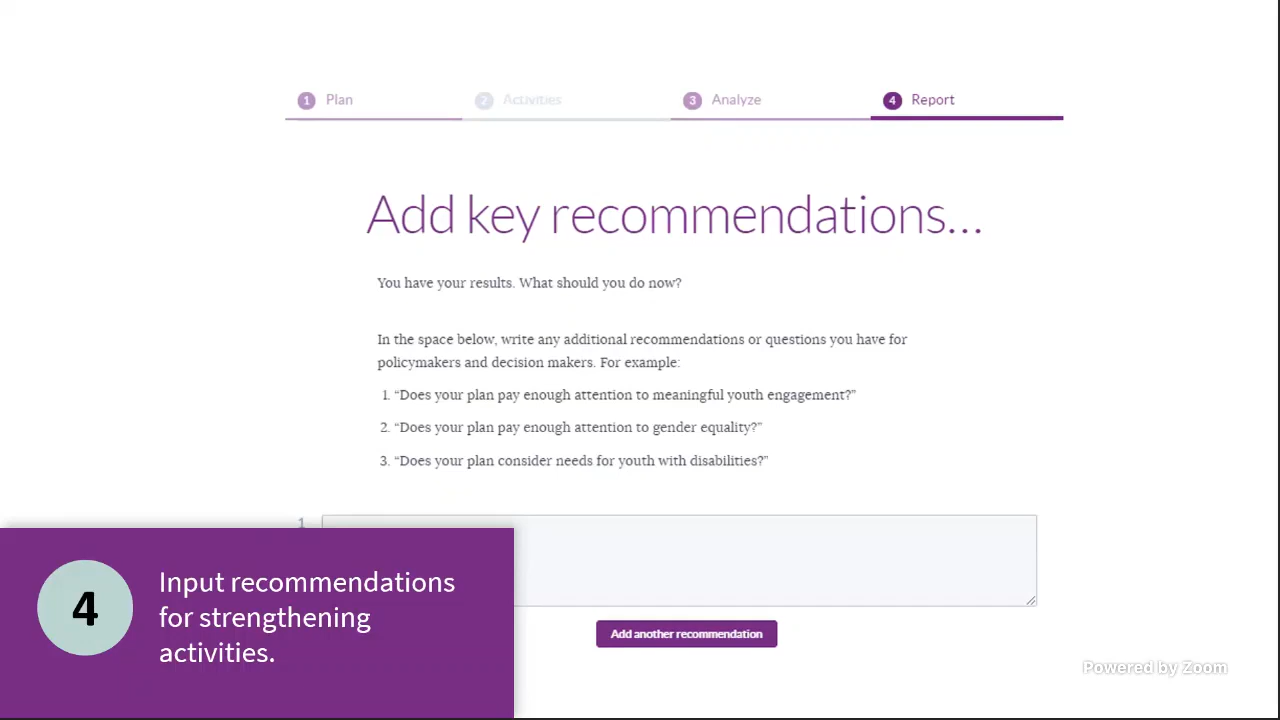 1 Plan 2 Activities 3 Analyze 4 Report
Add key recommendations...
You have your results. What should you do now?
In the space below, write any additional recommendations or questions you have for
policymakers and decision makers. For example:
1. “Does your plan pay enough attention to meaningful youth engagement?”
2. “Does your plan pay enough attention to gender equality?”
3. “Does your plan consider needs for youth with disabilities?”
1
4
Input recommendations
for strengthening
activities.
Add another recommendation
Powered by Zoom